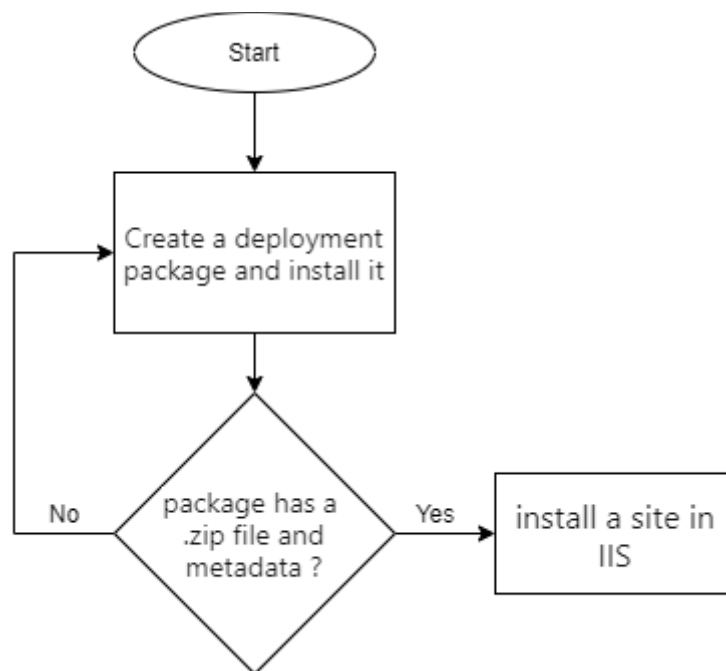 Start
Create a deployment
package and install it
package has a
.zip file and
metadata ?
No
Yes
install a site in
IIS